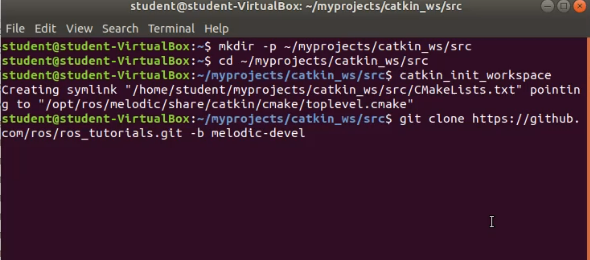 student@student-VirtualBox: ~/myprojects/catkin_ws/src
File Edit View Search Terminal Help
student@student-VirtualBox:~$ mkdir -p ~/myprojects/catkin_ws/src
student@student-VirtualBox:~$ cd ~/myprojects/catkin_ws/src
student@student-VirtualBox:~/myprojects/catkin_ws/src$ catkin_init_workspace
Creating symlink "/home/student/myprojects/catkin_ws/src/CMakeLists.txt" pointin
g to "/opt/ros/melodic/share/catkin/cmake/toplevel.cmake"
student@student-VirtualBox:~/myprojects/catkin_ws/src$ git clone https://github.
com/ros/ros_tutorials.git -b melodic-devel